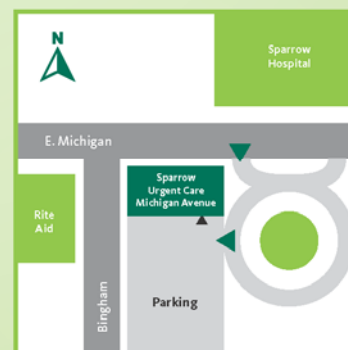 N
Sparrow
Hospital
E. Michigan
Sparrow
Urgent Care
Michigan Avenue
Rite
Aid
Bingham
Parking